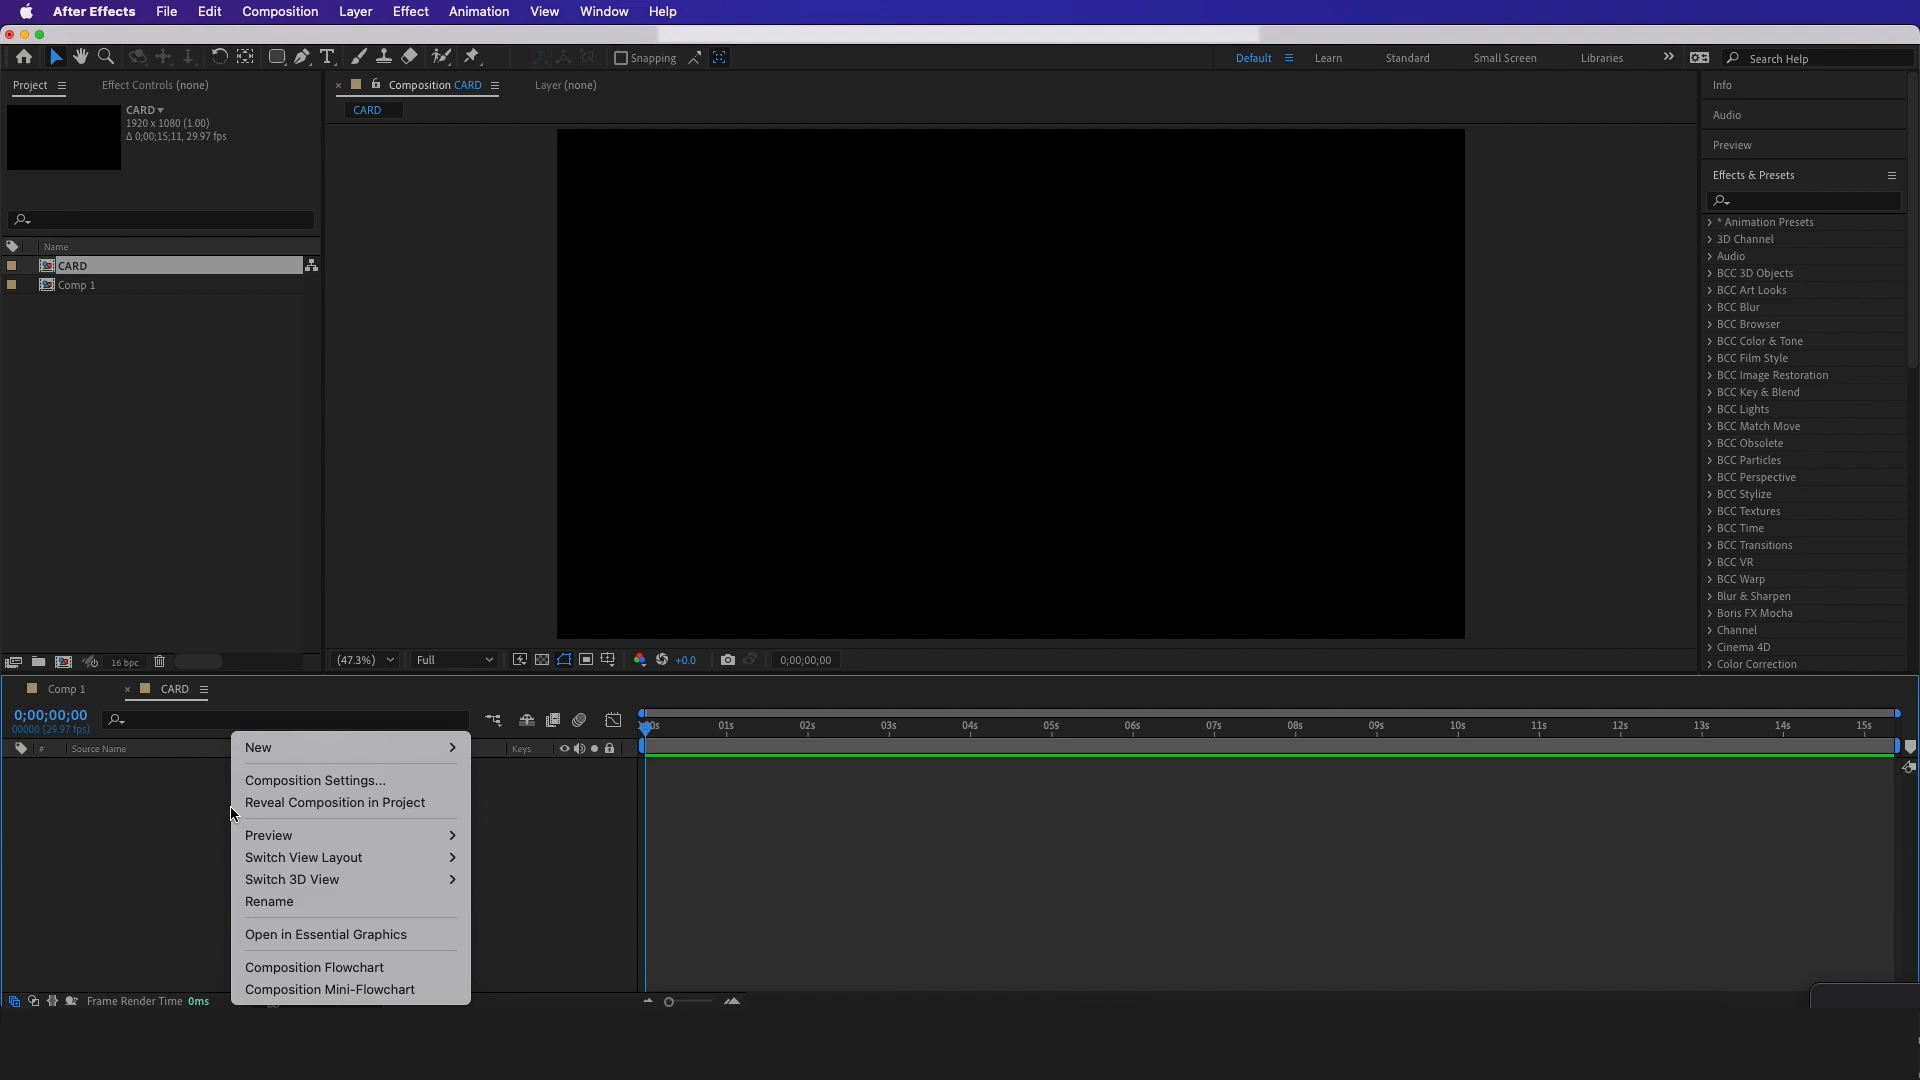 After Effects File Edit Composition Layer Effect Animation View Window Help
Snapping
Default
Learn
Standard
Small Screen
Libraries
Search Help
Project
Effect Controls (none)
CARD
1920 x 1080 (1.00)
Δ 0;00;15;11, 29.97 fps
Name
CARD
Comp 1
16 bpc
Composition CARD
Layer (none)
CARD
(47.3%)
Full
+0.0
0;00;00;00
Info
Audio
Preview
Effects & Presets
* Animation Presets
3D Channel
Audio
BCC 3D Objects
BCC Art Looks
BCC Blur
BCC Browser
BCC Color & Tone
BCC Film Style
BCC Image Restoration
BCC Key & Blend
BCC Lights
BCC Match Move
BCC Obsolete
BCC Particles
BCC Perspective
BCC Stylize
BCC Textures
BCC Time
BCC Transitions
BCC VR
BCC Warp
Blur & Sharpen
Boris FX Mocha
Channel
Cinema 4D
Color Correction
Comp 1
CARD
0;00;00;00
00000 (29.97 fps)
# Source Name
Keys
01s 02s 03s 04s 05s 06s 07s 08s 09s 10s 11s 12s 13s 14s 15s
New
Composition Settings...
Reveal Composition in Project
Preview
Switch View Layout
Switch 3D View
Rename
Open in Essential Graphics
Composition Flowchart
Composition Mini-Flowchart
Frame Render Time 0ms